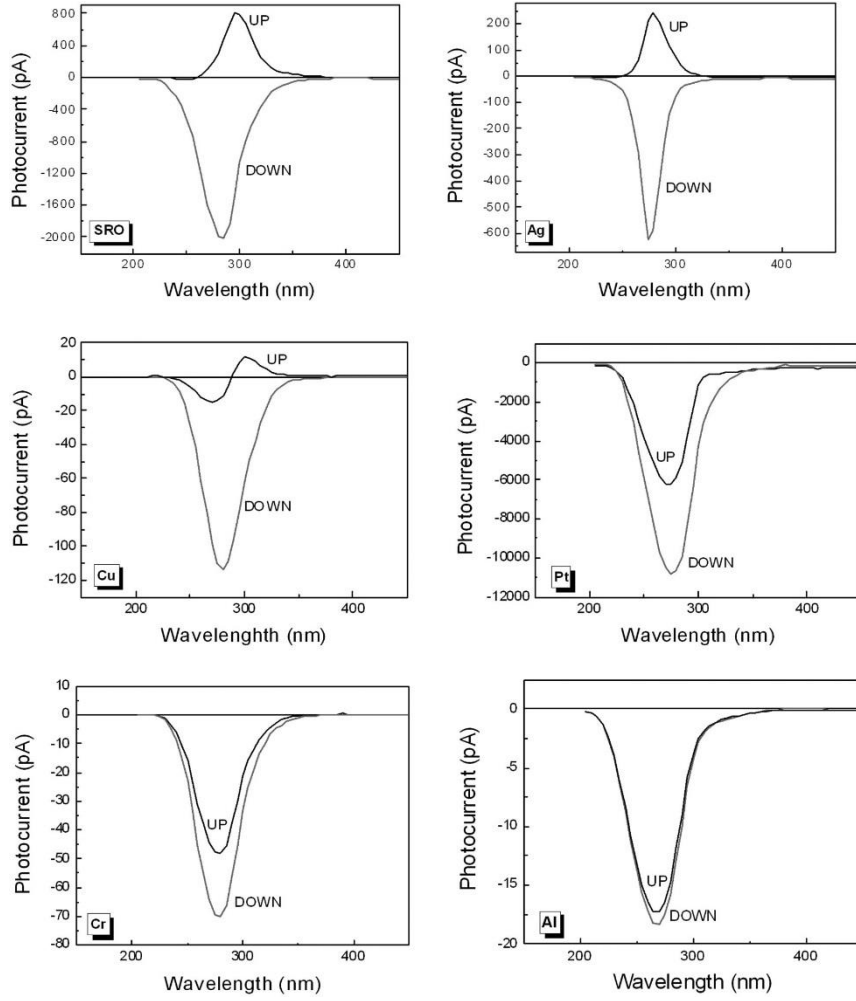 800
UP
400
0
-400
-800
-1200
DOWN
-1600
SRO
-2000
200 300 400
Photocurrent (pA)
Wavelength (nm)
UP
200
100
0
-100
-200
-300
-400
DOWN
-500
-600
Ag
200 300 400
Photocurrent (pA)
Wavelength (nm)
20
UP
0
-20
-40
-60
-80
DOWN
-100
Cu
-120
200 300 400
Photocurrent (pA)
Wavelenghth (nm)
0
-2000
-4000
UP
-6000
-8000
DOWN
-10000
Pt
-12000
200 300 400
Photocurrent (pA)
Wavelength (nm)
10
0
-10
-20
-30
-40
UP
-50
-60
DOWN
-70
Cr
-80
200 300 400
Photocurrent (pA)
Wavelength (nm)
0
-5
-10
-15
UP
DOWN
Al
-20
200 300 400
Photocurrent (pA)
Wavelength (nm)